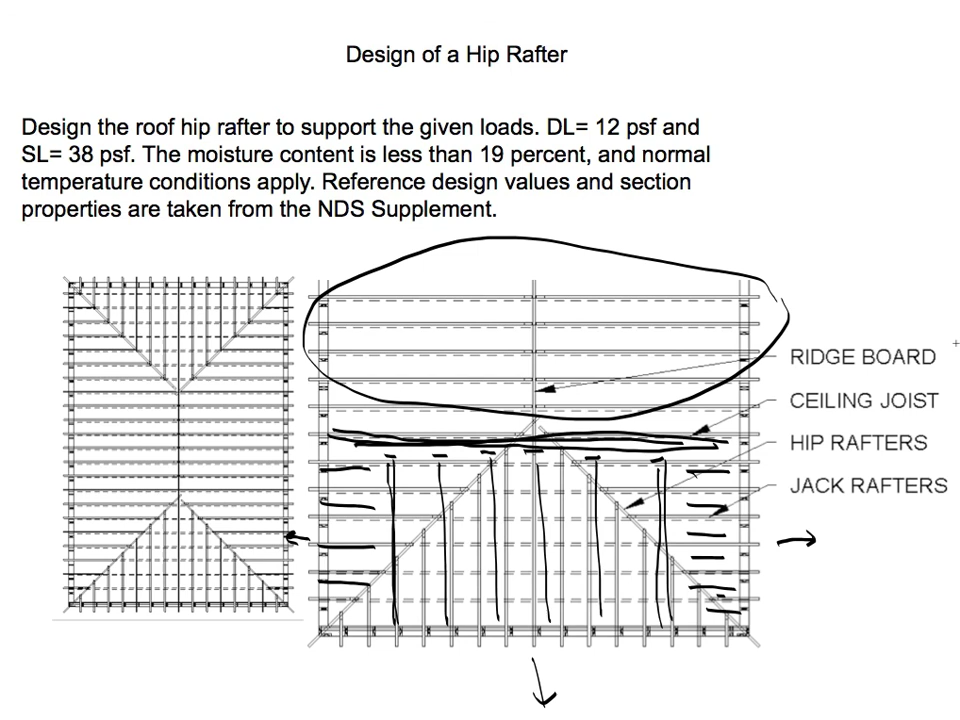 Design of a Hip Rafter
Design the roof hip rafter to support the given loads. DL= 12 psf and
SL= 38 psf. The moisture content is less than 19 percent, and normal
temperature conditions apply. Reference design values and section
properties are taken from the NDS Supplement.
RIDGE BOARD
CEILING JOIST
HIP RAFTERS
JACK RAFTERS